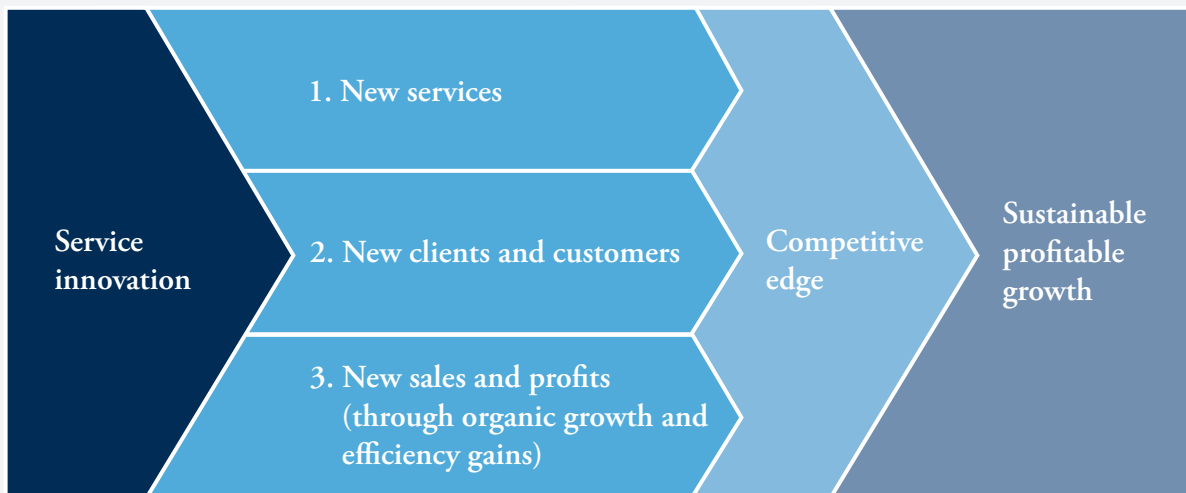 Service
innovation
1. New services
2. New clients and customers
3. New sales and profits
(through organic growth and
efficiency gains)
Competitive
edge
Sustainable
profitable
growth